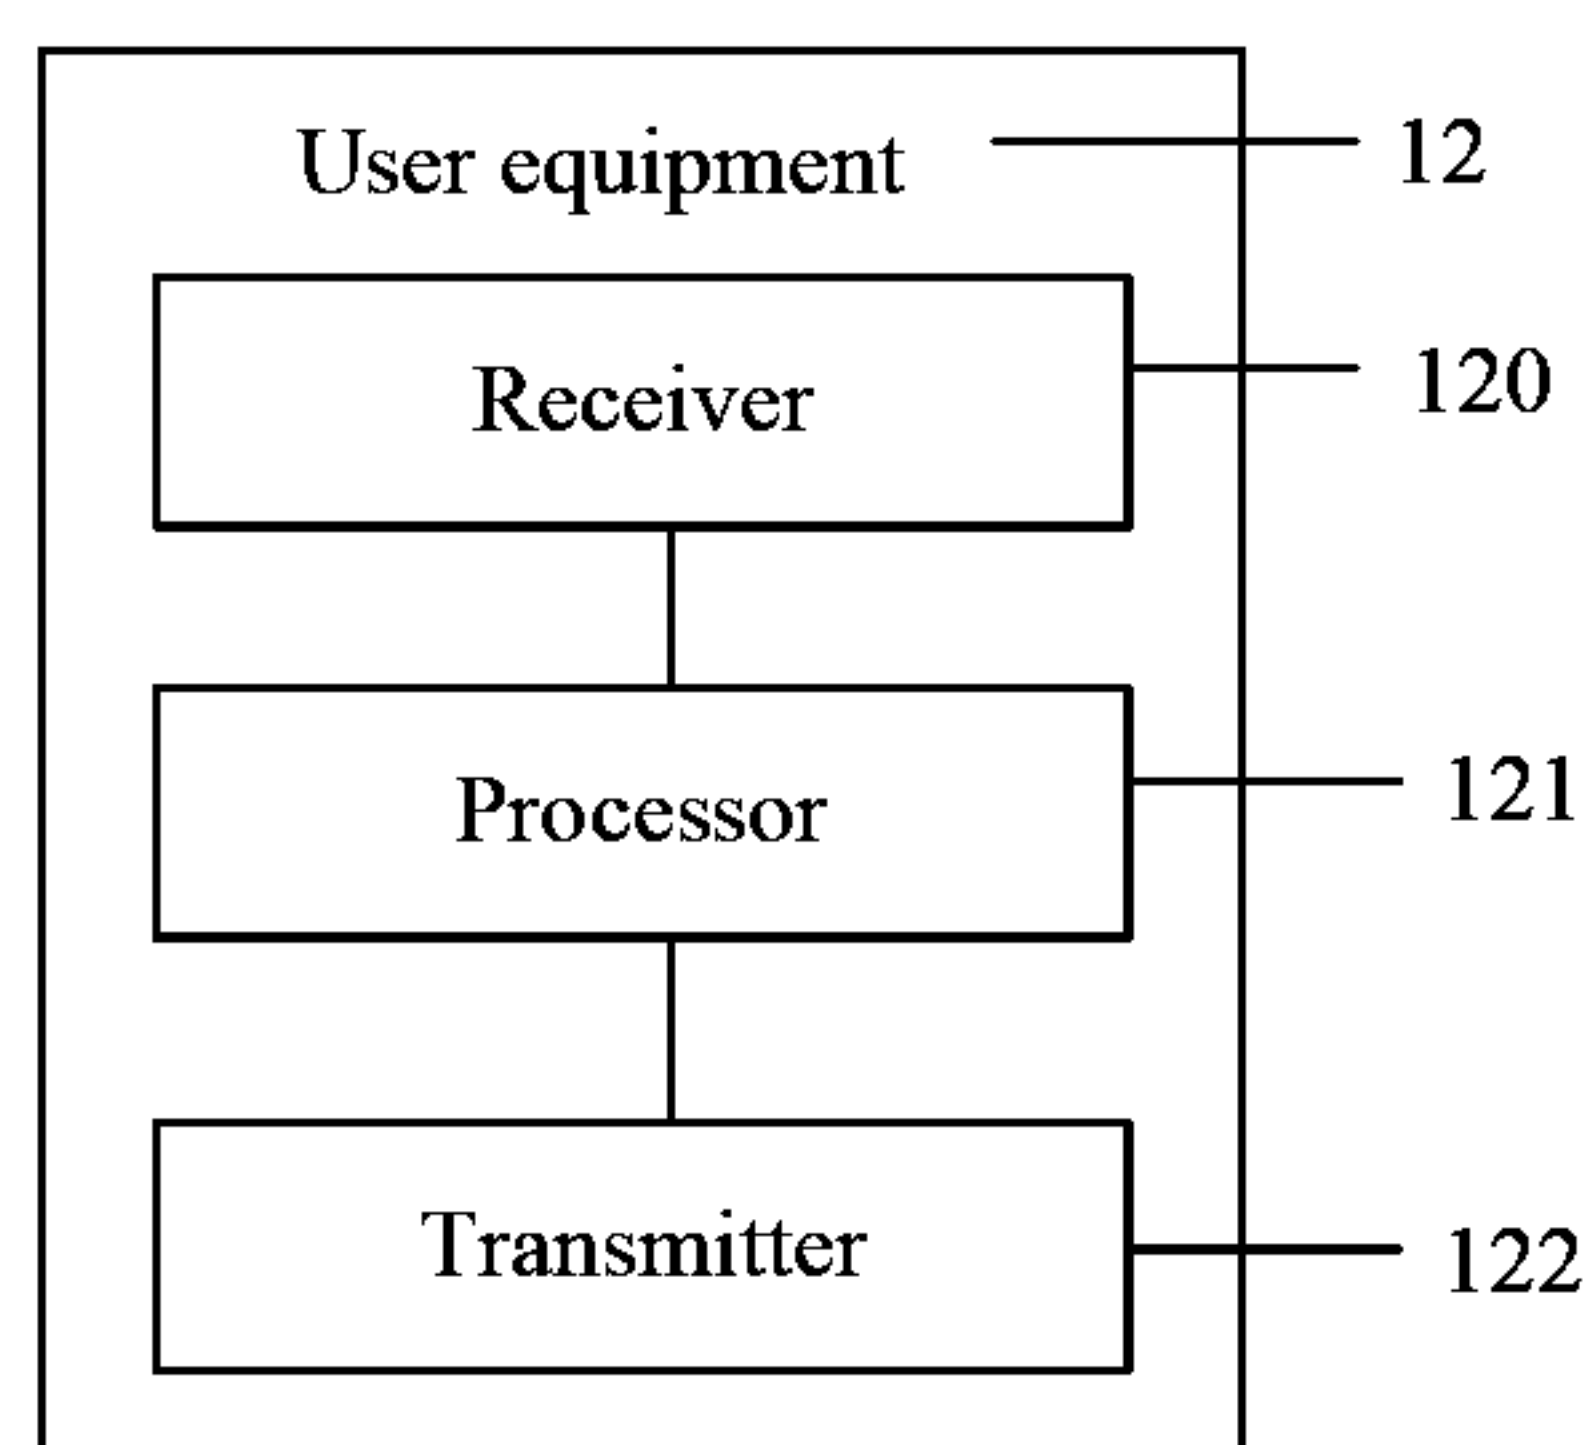 User equipment
12
Receiver
120
Processor
121
Transmitter
122